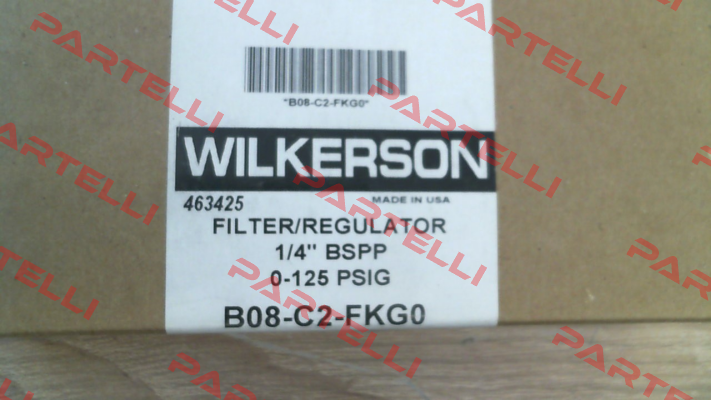 *B08-C2-FKG0*
WILKERSON
463425 MADE IN USA
FILTER/REGULATOR
1/4" BSPP
0-125 PSIG
B08-C2-FKG0
PARTELLI
PARTELLI
PARTELLI
PARTELLI
PARTELLI
PARTELLI
PARTELLI
PARTELLI